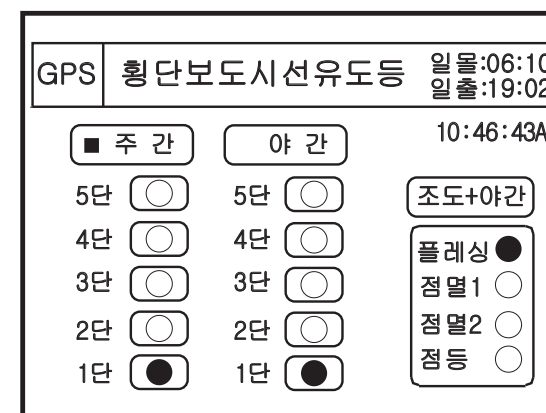 GPS 횡단보도시선유도등 일몰:06:10
일출:19:02
10:46:43A
■ 주 간 야 간
조도+야간
5단 5단
4단 4단
3단 3단
2단 2단
1단 1단
플레싱
점멸1
점멸2
점등